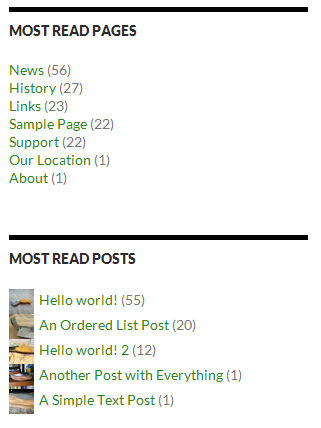 MOST READ PAGES
News (56)
History (27)
Links (23)
Sample Page (22)
Support (22)
Our Location (1)
About (1)
MOST READ POSTS
Hello world! (55)
An Ordered List Post (20)
Hello world! 2 (12)
Another Post with Everything (1)
A Simple Text Post (1)